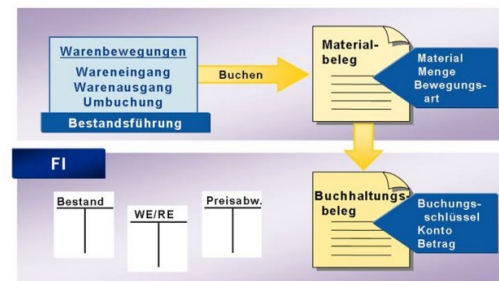 Warenbewegungen
Wareneingang
Warenausgang
Umbuchung
Bestandsführung
Buchen
Material-
beleg
Material
Menge
Bewegungs-
art
FI
Bestand
WE/RE
Preisabw.
Buchhaltungs-
beleg
Buchungs-
schlüssel
Konto
Betrag